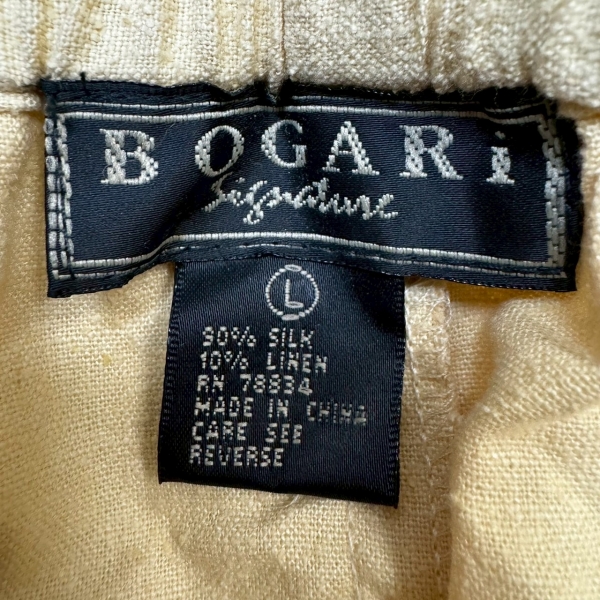 BOGARi
Signature
L
90% SILK
10% LINEN
RN 78834
MADE IN CHINA
CARE SEE
REVERSE